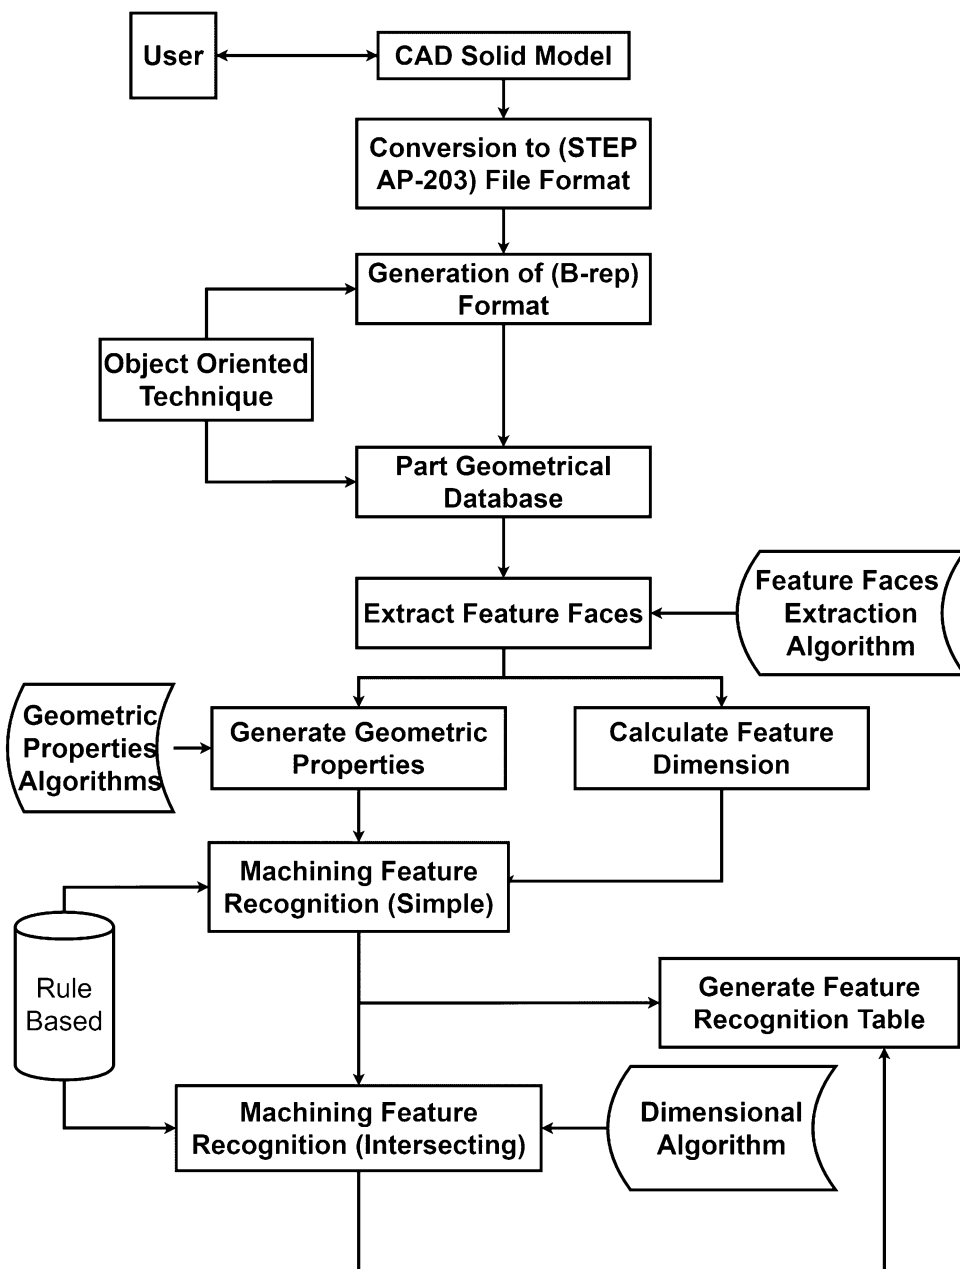 User
CAD Solid Model
Conversion to (STEP
AP-203) File Format
Generation of (B-rep)
Format
Object Oriented
Technique
Part Geometrical
Database
Extract Feature Faces
Feature Faces
Extraction
Algorithm
Geometric
Properties
Algorithms
Generate Geometric
Properties
Calculate Feature
Dimension
Machining Feature
Recognition (Simple)
Rule
Based
Generate Feature
Recognition Table
Machining Feature
Recognition (Intersecting)
Dimensional
Algorithm